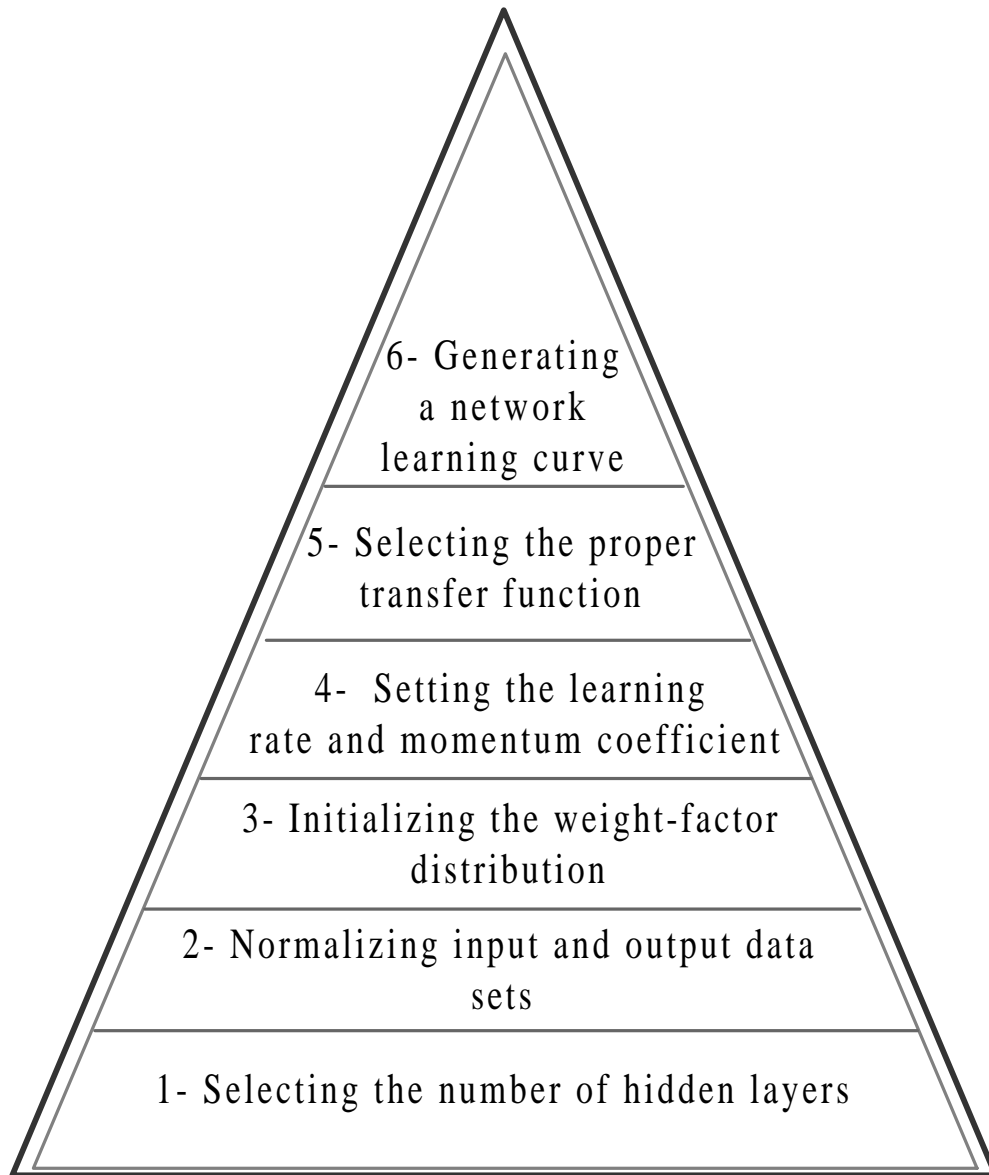 6- Generating
a network
learning curve
5- Selecting the proper
transfer function
4- Setting the learning
rate and momentum coefficient
3- Initializing the weight-factor
distribution
2- Normalizing input and output data
sets
1- Selecting the number of hidden layers